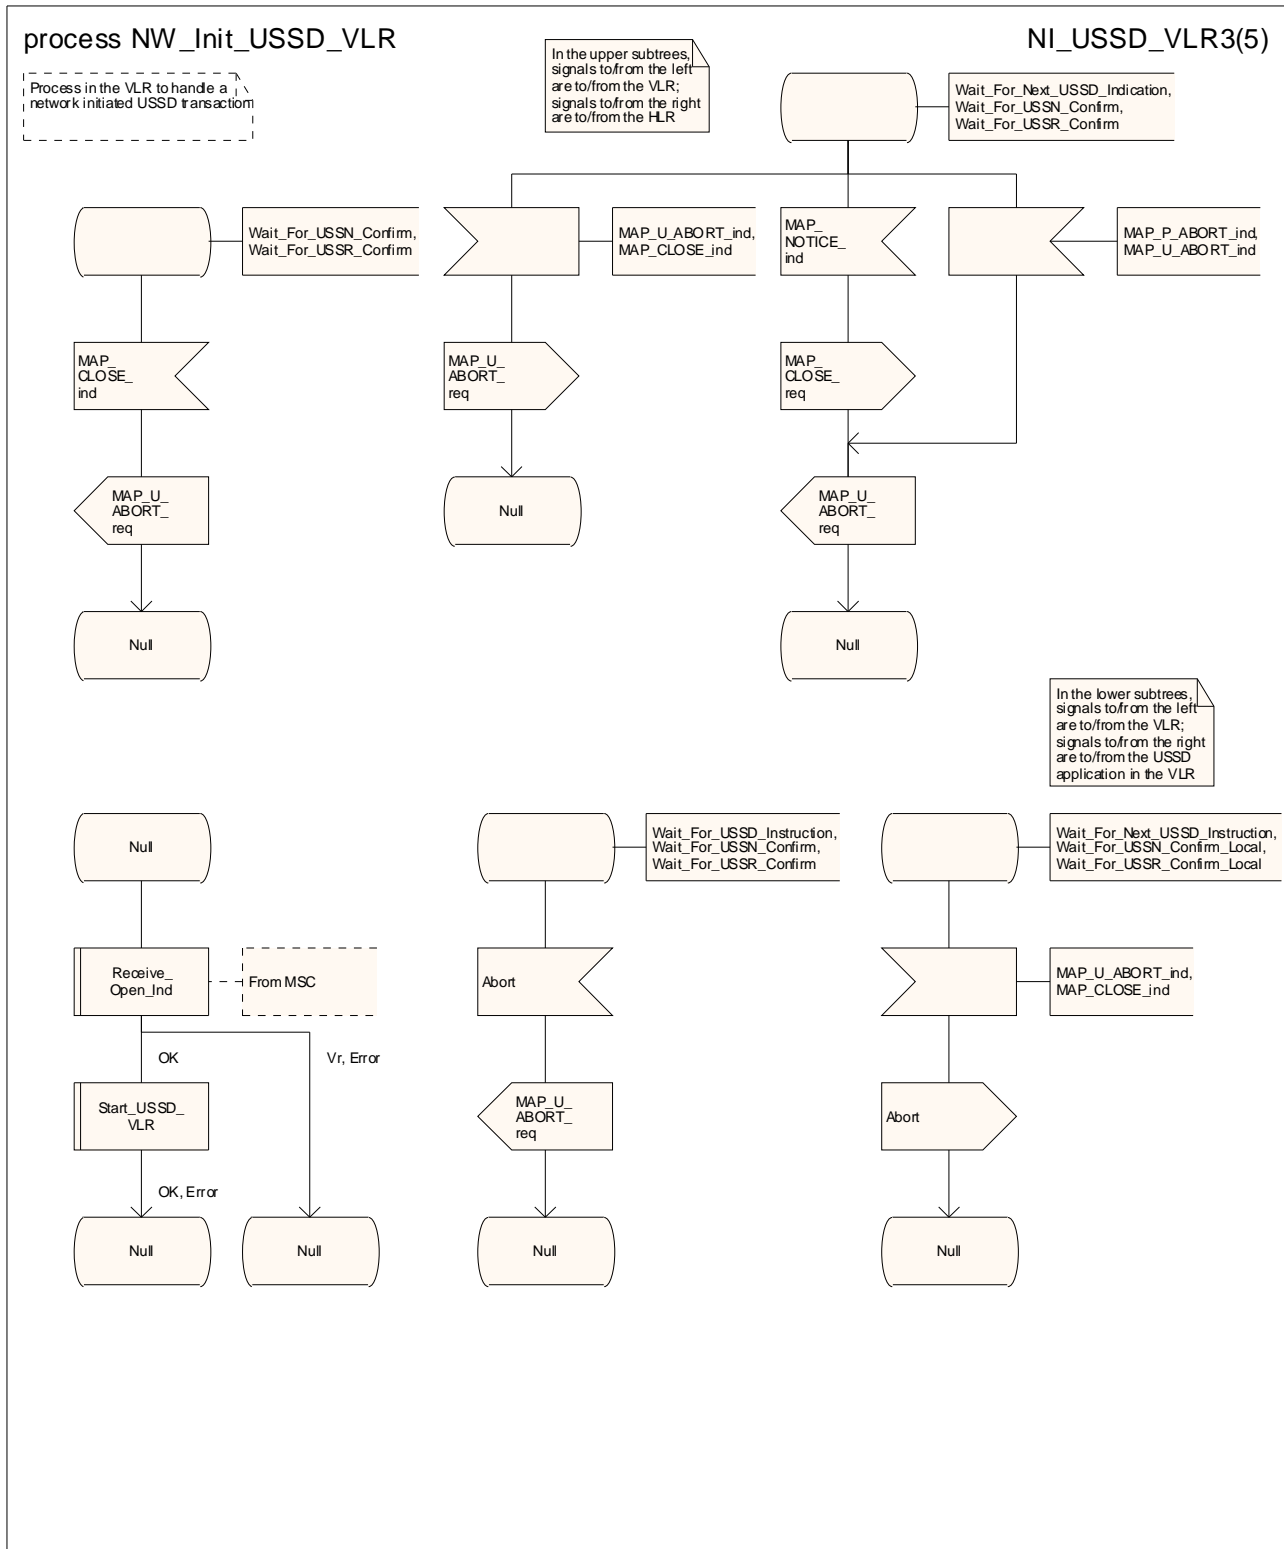 process NW_Init_USSD_VLR
NI_USSD_VLR3(5)
Process in the VLR to handle a
network initiated USSD transaction
In the upper subtrees,
signals to/from the left
are to/from the VLR;
signals to/from the right
are to/from the HLR
Wait_For_Next_USSD_Indication,
Wait_For_USSN_Confirm,
Wait_For_USSR_Confirm
Wait_For_USSN_Confirm,
Wait_For_USSR_Confirm
MAP_U_ABORT_ind,
MAP_CLOSE_ind
MAP_
NOTICE_
ind
MAP_P_ABORT_ind,
MAP_U_ABORT_ind
MAP_
CLOSE_
ind
MAP_U_
ABORT_
req
MAP_
CLOSE_
req
MAP_U_
ABORT_
req
Null
MAP_U_
ABORT_
req
Null
Null
In the lower subtrees,
signals to/from the left
are to/from the VLR;
signals to/from the right
are to/from the USSD
application in the VLR
Null
Wait_For_USSD_Instruction,
Wait_For_USSN_Confirm,
Wait_For_USSR_Confirm
Wait_For_Next_USSD_Instruction,
Wait_For_USSN_Confirm_Local,
Wait_For_USSR_Confirm_Local
Receive_
Open_Ind
From MSC
Abort
MAP_U_ABORT_ind,
MAP_CLOSE_ind
OK
Vr, Error
Start_USSD_
VLR
MAP_U_
ABORT_
req
Abort
OK, Error
Null
Null
Null
Null